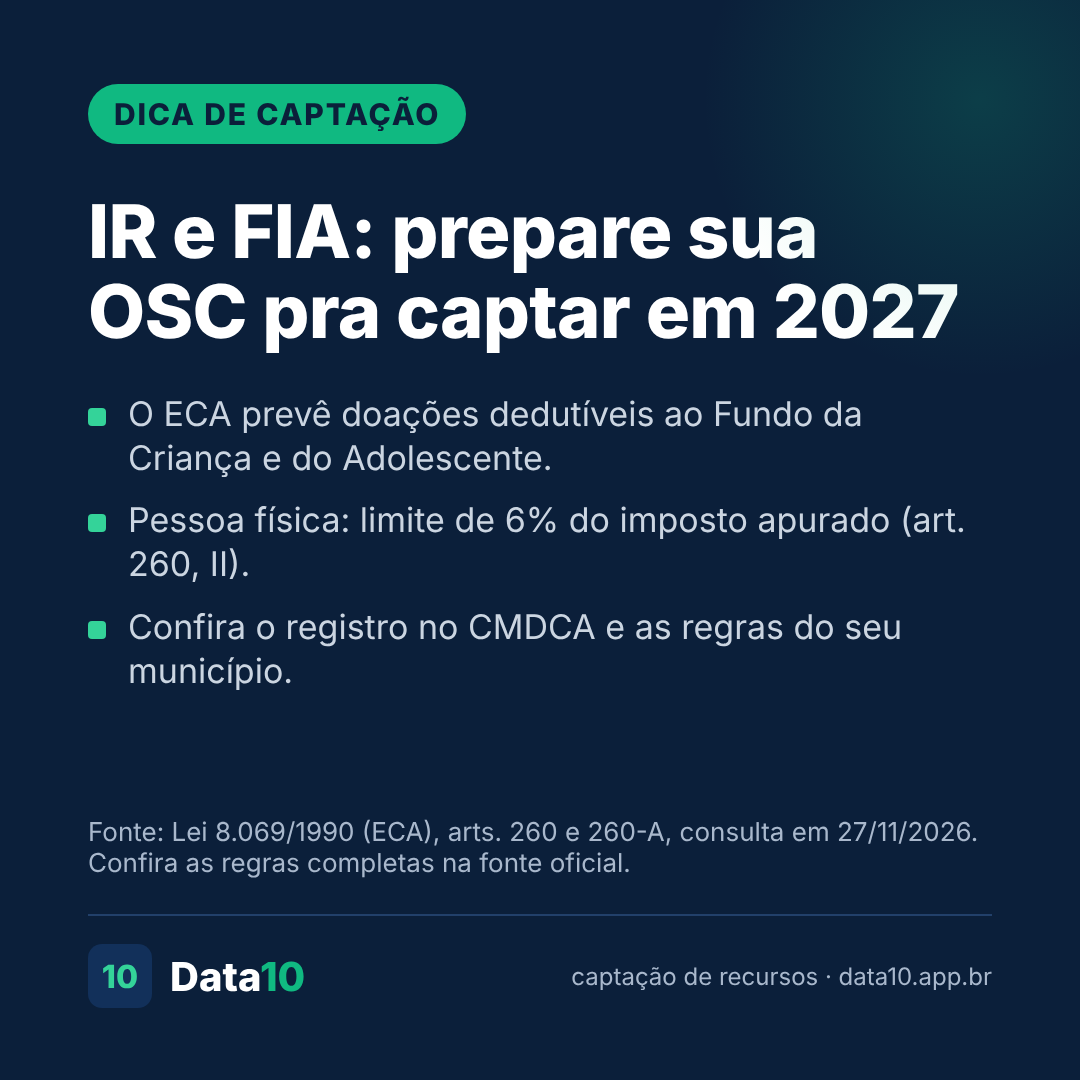 DICA DE CAPTAÇÃO
IR e FIA: prepare sua
OSC pra captar em 2027
O ECA prevê doações dedutíveis ao Fundo da
Criança e do Adolescente.
Pessoa física: limite de 6% do imposto apurado (art.
260, II).
Confira o registro no CMDCA e as regras do seu
município.
Fonte: Lei 8.069/1990 (ECA), arts. 260 e 260-A, consulta em 27/11/2026.
Confira as regras completas na fonte oficial.
10 Data10
captação de recursos · data10.app.br